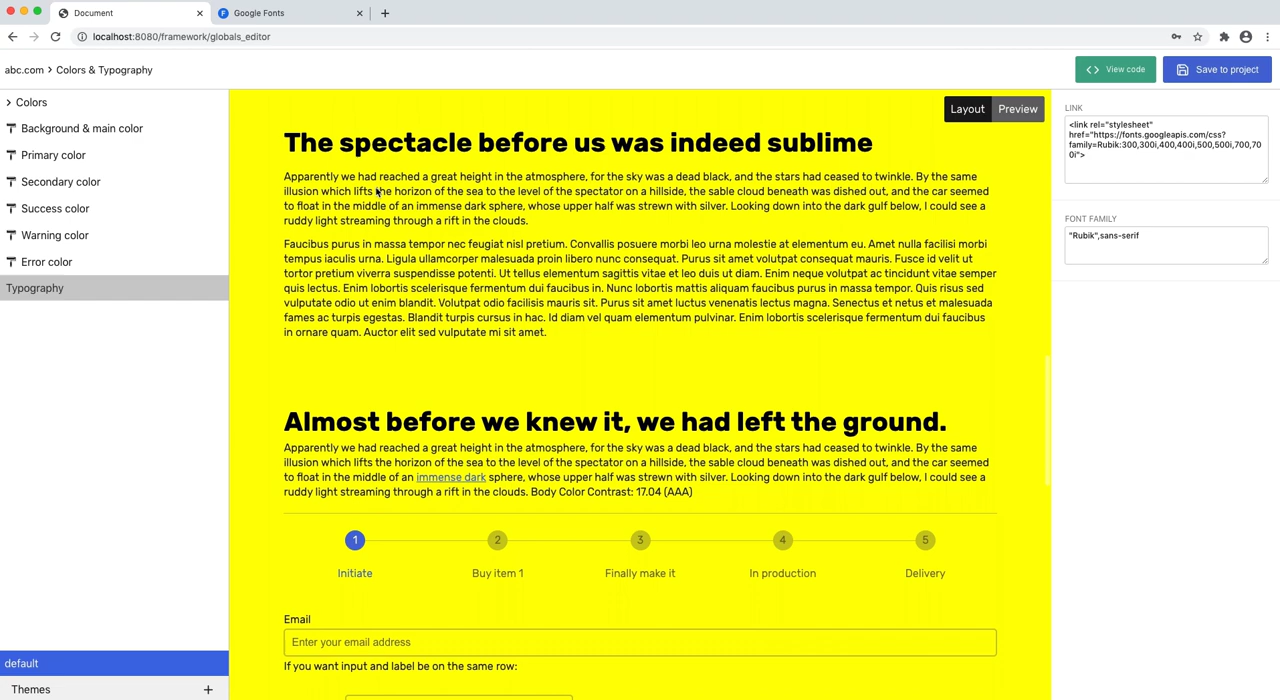 Document
Google Fonts
localhost:8080/framework/globals_editor
abc.com > Colors & Typography
View code
Save to project
Colors
Background & main color
Primary color
Secondary color
Success color
Warning color
Error color
Typography
default
Themes
Layout
Preview
The spectacle before us was indeed sublime
Apparently we had reached a great height in the atmosphere, for the sky was a dead black, and the stars had ceased to twinkle. By the same
illusion which lifts the horizon of the sea to the level of the spectator on a hillside, the sable cloud beneath was dished out, and the car seemed
to float in the middle of an immense dark sphere, whose upper half was strewn with silver. Looking down into the dark gulf below, I could see a
ruddy light streaming through a rift in the clouds.
Faucibus purus in massa tempor nec feugiat nisl pretium. Convallis posuere morbi leo urna molestie at elementum eu. Amet nulla facilisi morbi
tempus iaculis urna. Ligula ullamcorper malesuada proin libero nunc consequat. Purus sit amet volutpat consequat mauris. Fusce id velit ut
tortor pretium viverra suspendisse potenti. Ut tellus elementum sagittis vitae et leo duis ut diam. Enim neque volutpat ac tincidunt vitae semper
quis lectus. Enim lobortis scelerisque fermentum dui faucibus in. Nunc lobortis mattis aliquam faucibus purus in massa tempor. Quis risus sed
vulputate odio ut enim blandit. Volutpat odio facilisis mauris sit. Purus sit amet luctus venenatis lectus magna. Senectus et netus et malesuada
fames ac turpis egestas. Blandit turpis cursus in hac. Id diam vel quam elementum pulvinar. Enim lobortis scelerisque fermentum dui faucibus
in ornare quam. Auctor elit sed vulputate mi sit amet.
Almost before we knew it, we had left the ground.
Apparently we had reached a great height in the atmosphere, for the sky was a dead black, and the stars had ceased to twinkle. By the same
illusion which lifts the horizon of the sea to the level of the spectator on a hillside, the sable cloud beneath was dished out, and the car seemed
to float in the middle of an immense dark sphere, whose upper half was strewn with silver. Looking down into the dark gulf below, I could see a
ruddy light streaming through a rift in the clouds. Body Color Contrast: 17.04 (AAA)
1
2
3
4
5
Initiate
Buy item 1
Finally make it
In production
Delivery
Email
Enter your email address
If you want input and label be on the same row:
LINK
<link rel="stylesheet"
href="https://fonts.googleapis.com/css?
family=Rubik:300,300i,400,400i,500,500i,700,70
0i">
FONT FAMILY
"Rubik",sans-serif